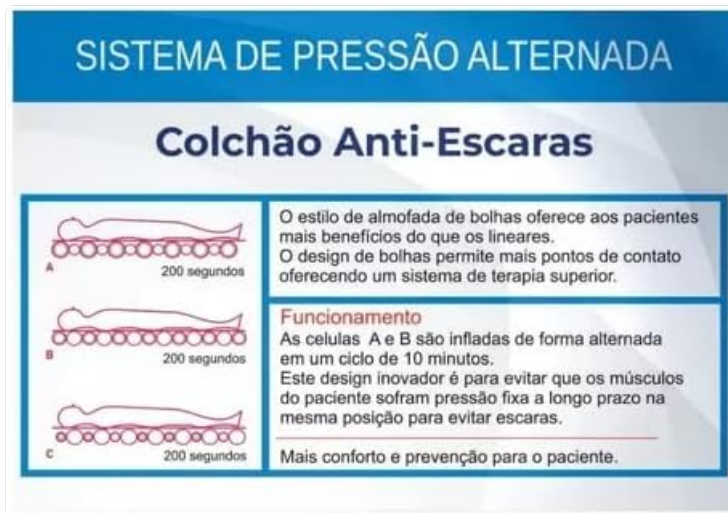 SISTEMA DE PRESSÃO ALTERNADA
Colchão Anti-Escaras
A
200 segundos
B
200 segundos
C
200 segundos
O estilo de almofada de bolhas oferece aos pacientes
mais benefícios do que os lineares.
O design de bolhas permite mais pontos de contato
oferecendo um sistema de terapia superior.
Funcionamento
As celulas A e B são infladas de forma alternada
em um ciclo de 10 minutos.
Este design inovador é para evitar que os músculos
do paciente sofram pressão fixa a longo prazo na
mesma posição para evitar escaras.
Mais conforto e prevenção para o paciente.